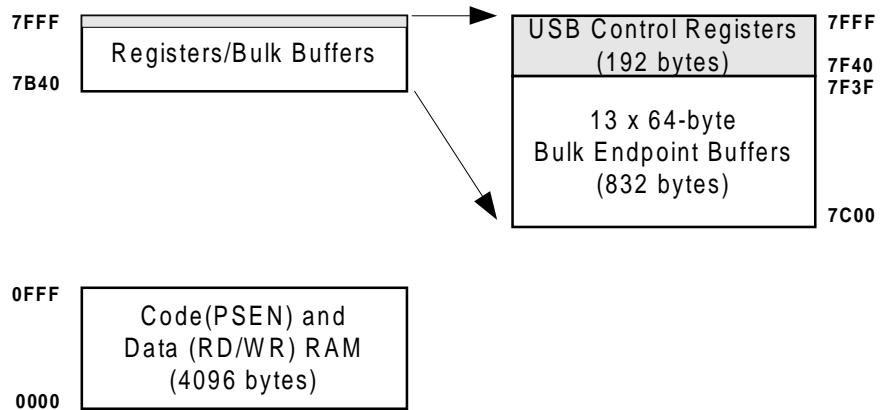 7FFF
Registers/Bulk Buffers
7B40
USB Control Registers
(192 bytes)
7FFF
7F40
7F3F
13 x 64-byte
Bulk Endpoint Buffers
(832 bytes)
7C00
0FFF
Code(PSEN) and
Data (RD/WR) RAM
(4096 bytes)
0000